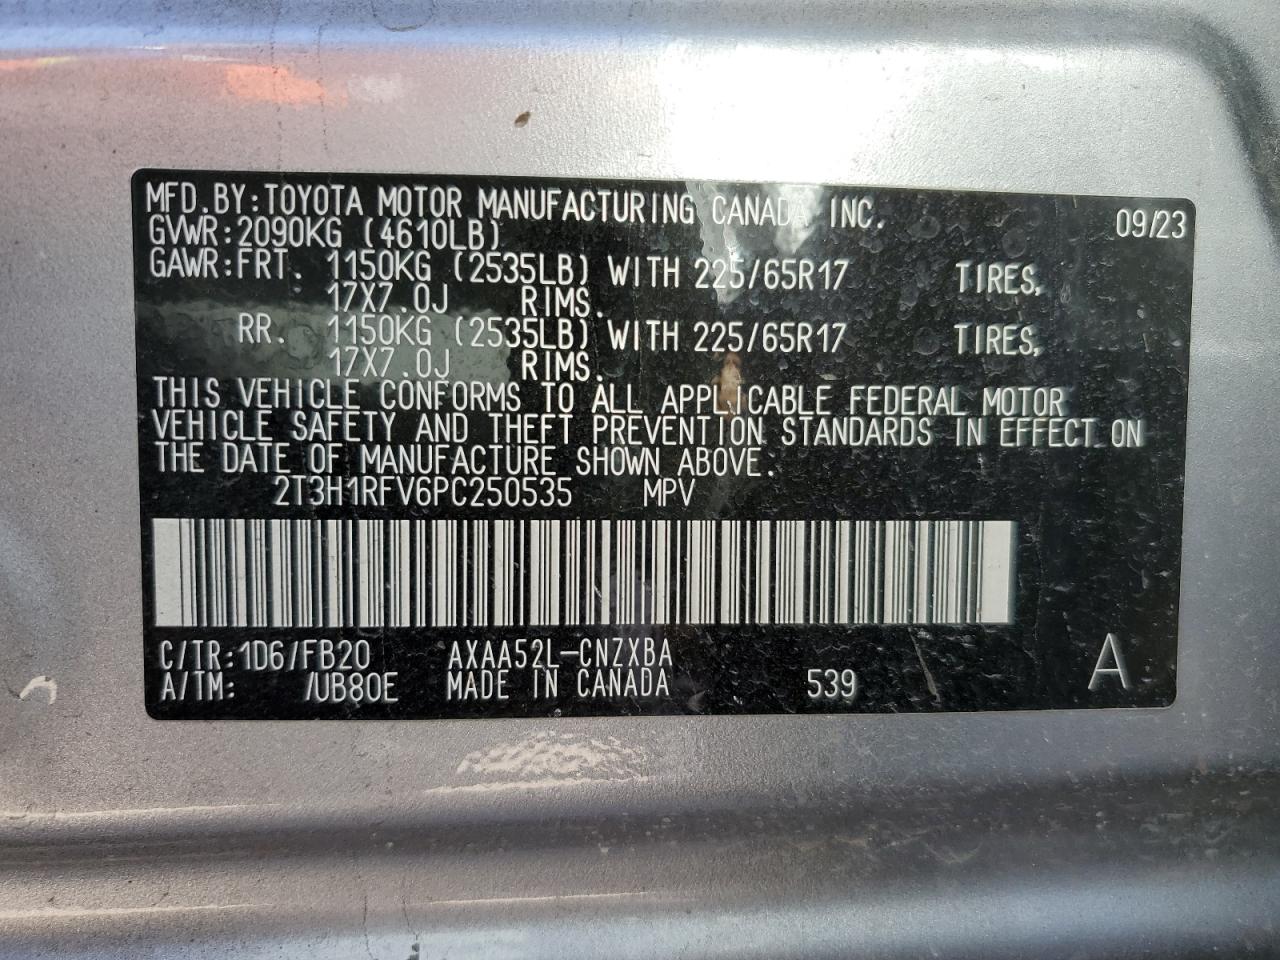 MFD.BY:TOYOTA MOTOR MANUFACTURING CANADA INC. 09/23
GVWR:2090KG (4610LB)
GAWR:FRT. 1150KG (2535LB) WITH 225/65R17 TIRES,
17X7.0J RIMS.
RR. 1150KG (2535LB) WITH 225/65R17 TIRES,
17X7.0J RIMS.
THIS VEHICLE CONFORMS TO ALL APPLICABLE FEDERAL MOTOR
VEHICLE SAFETY AND THEFT PREVENTION STANDARDS IN EFFECT ON
THE DATE OF MANUFACTURE SHOWN ABOVE.
2T3H1RFV6PC250535 MPV
C/TR:1D6/FB20 AXAA52L-CNZXBA
A/TM: /UB80E MADE IN CANADA 539 A